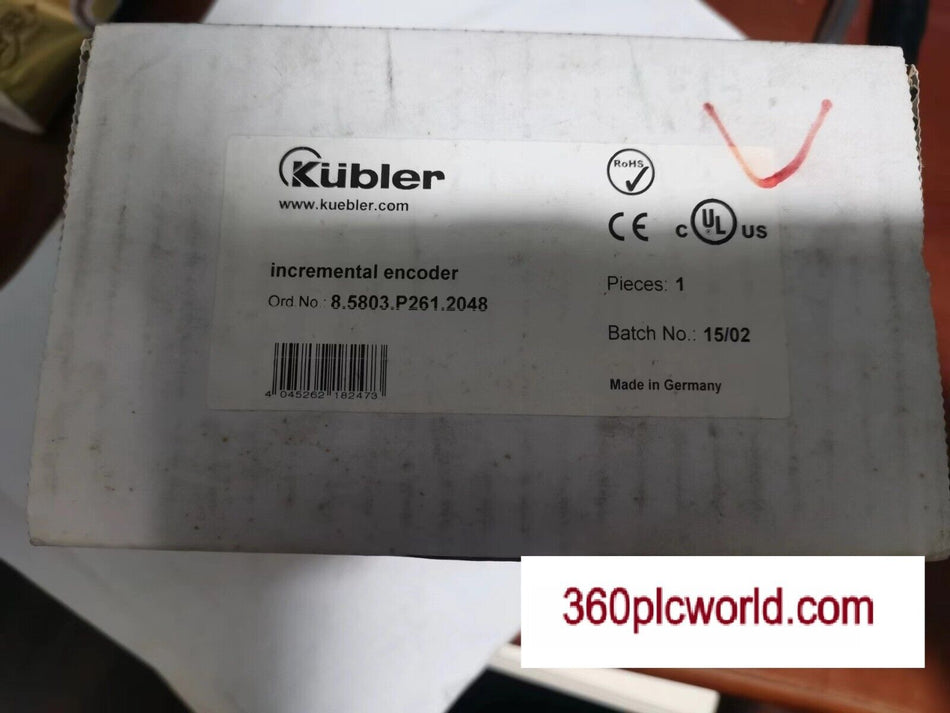 Kübler
www.kuebler.com
RoHS
CE
c UL US
incremental encoder
Ord.No.: 8.5803.P261.2048
Pieces: 1
Batch No.: 15/02
4 045262 182473
Made in Germany
360plcworld.com